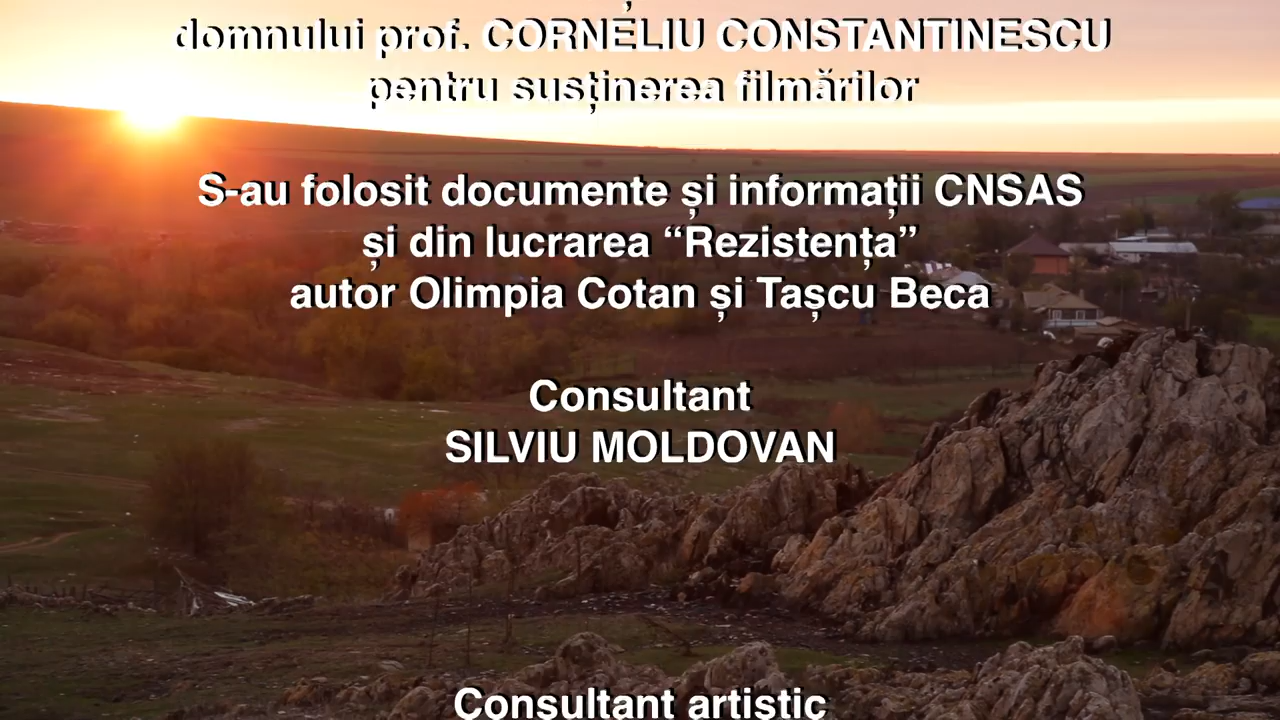 domnului prof. CORNELIU CONSTANTINESCU
pentru susținerea filmărilor
S-au folosit documente și informații CNSAS
și din lucrarea “Rezistența”
autor Olimpia Cotan și Tașcu Beca
Consultant
SILVIU MOLDOVAN
Consultant artistic